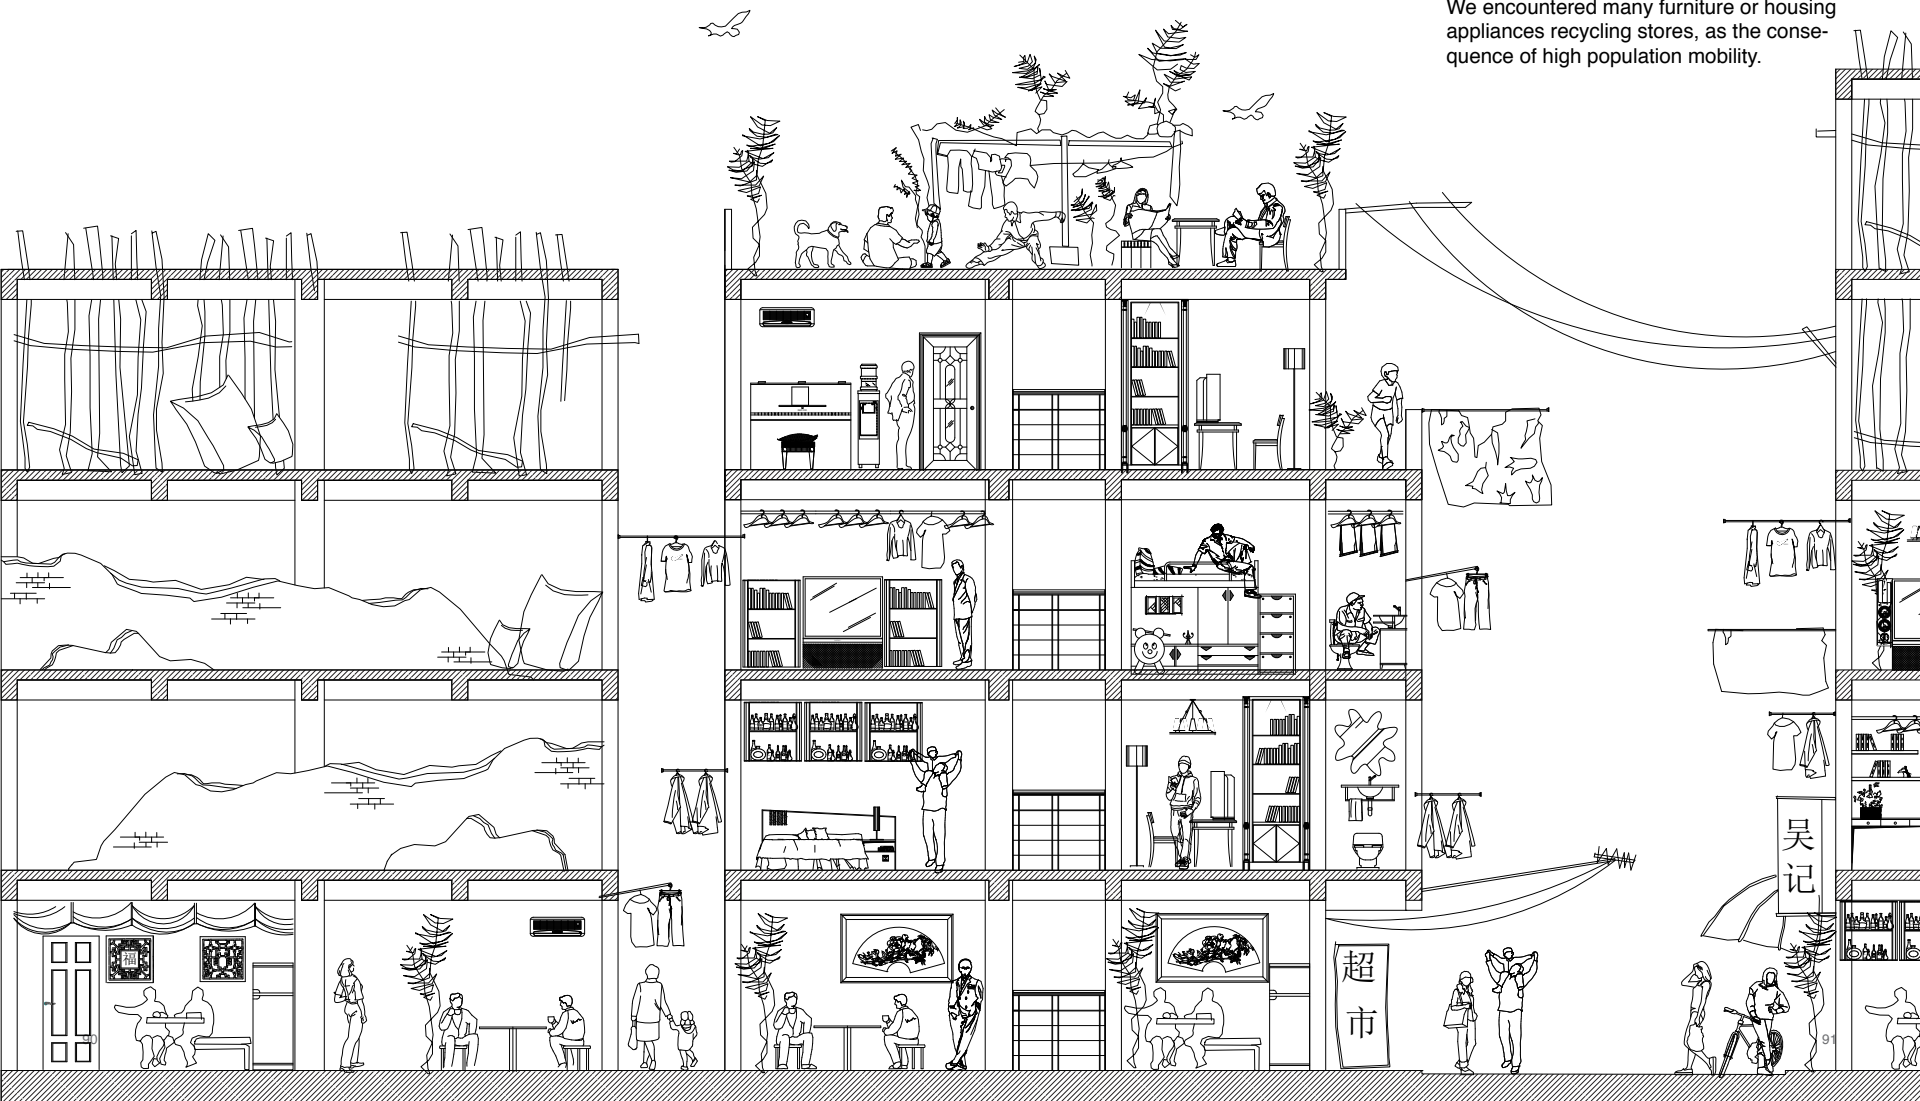 We encountered many furniture or housing
appliances recycling stores, as the conse-
quence of high population mobility.
吴记
福
超市
90
91